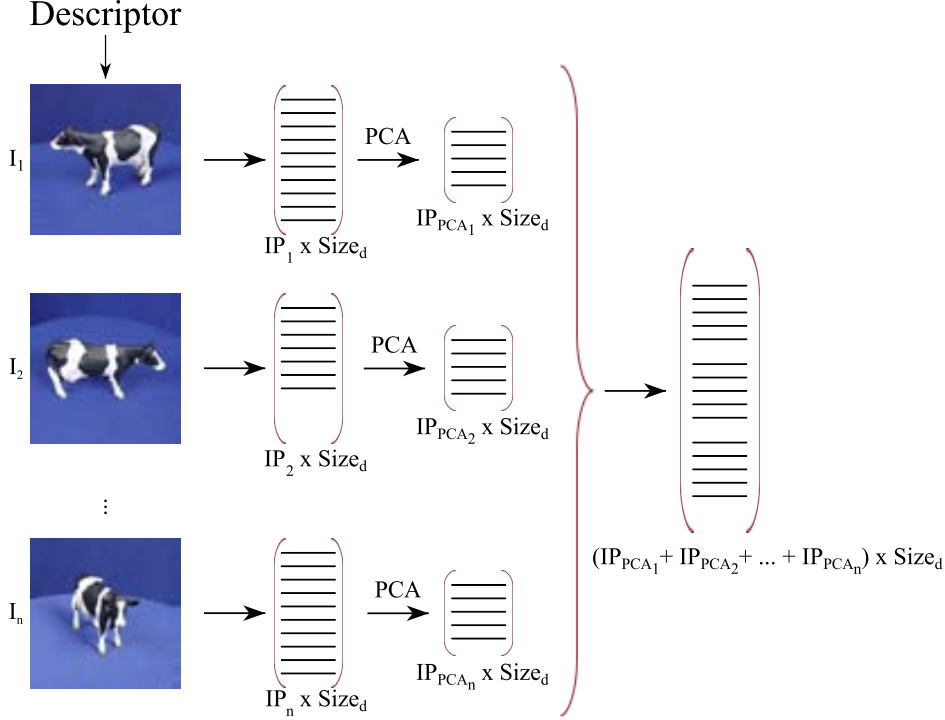 Descriptor
I1
PCA
IP1 x Sized
IPPCA1 x Sized
I2
PCA
IP2 x Sized
IPPCA2 x Sized
⋮
(IPPCA1+ IPPCA2+ ... + IPPCAn) x Sized
In
PCA
IPn x Sized
IPPCAn x Sized